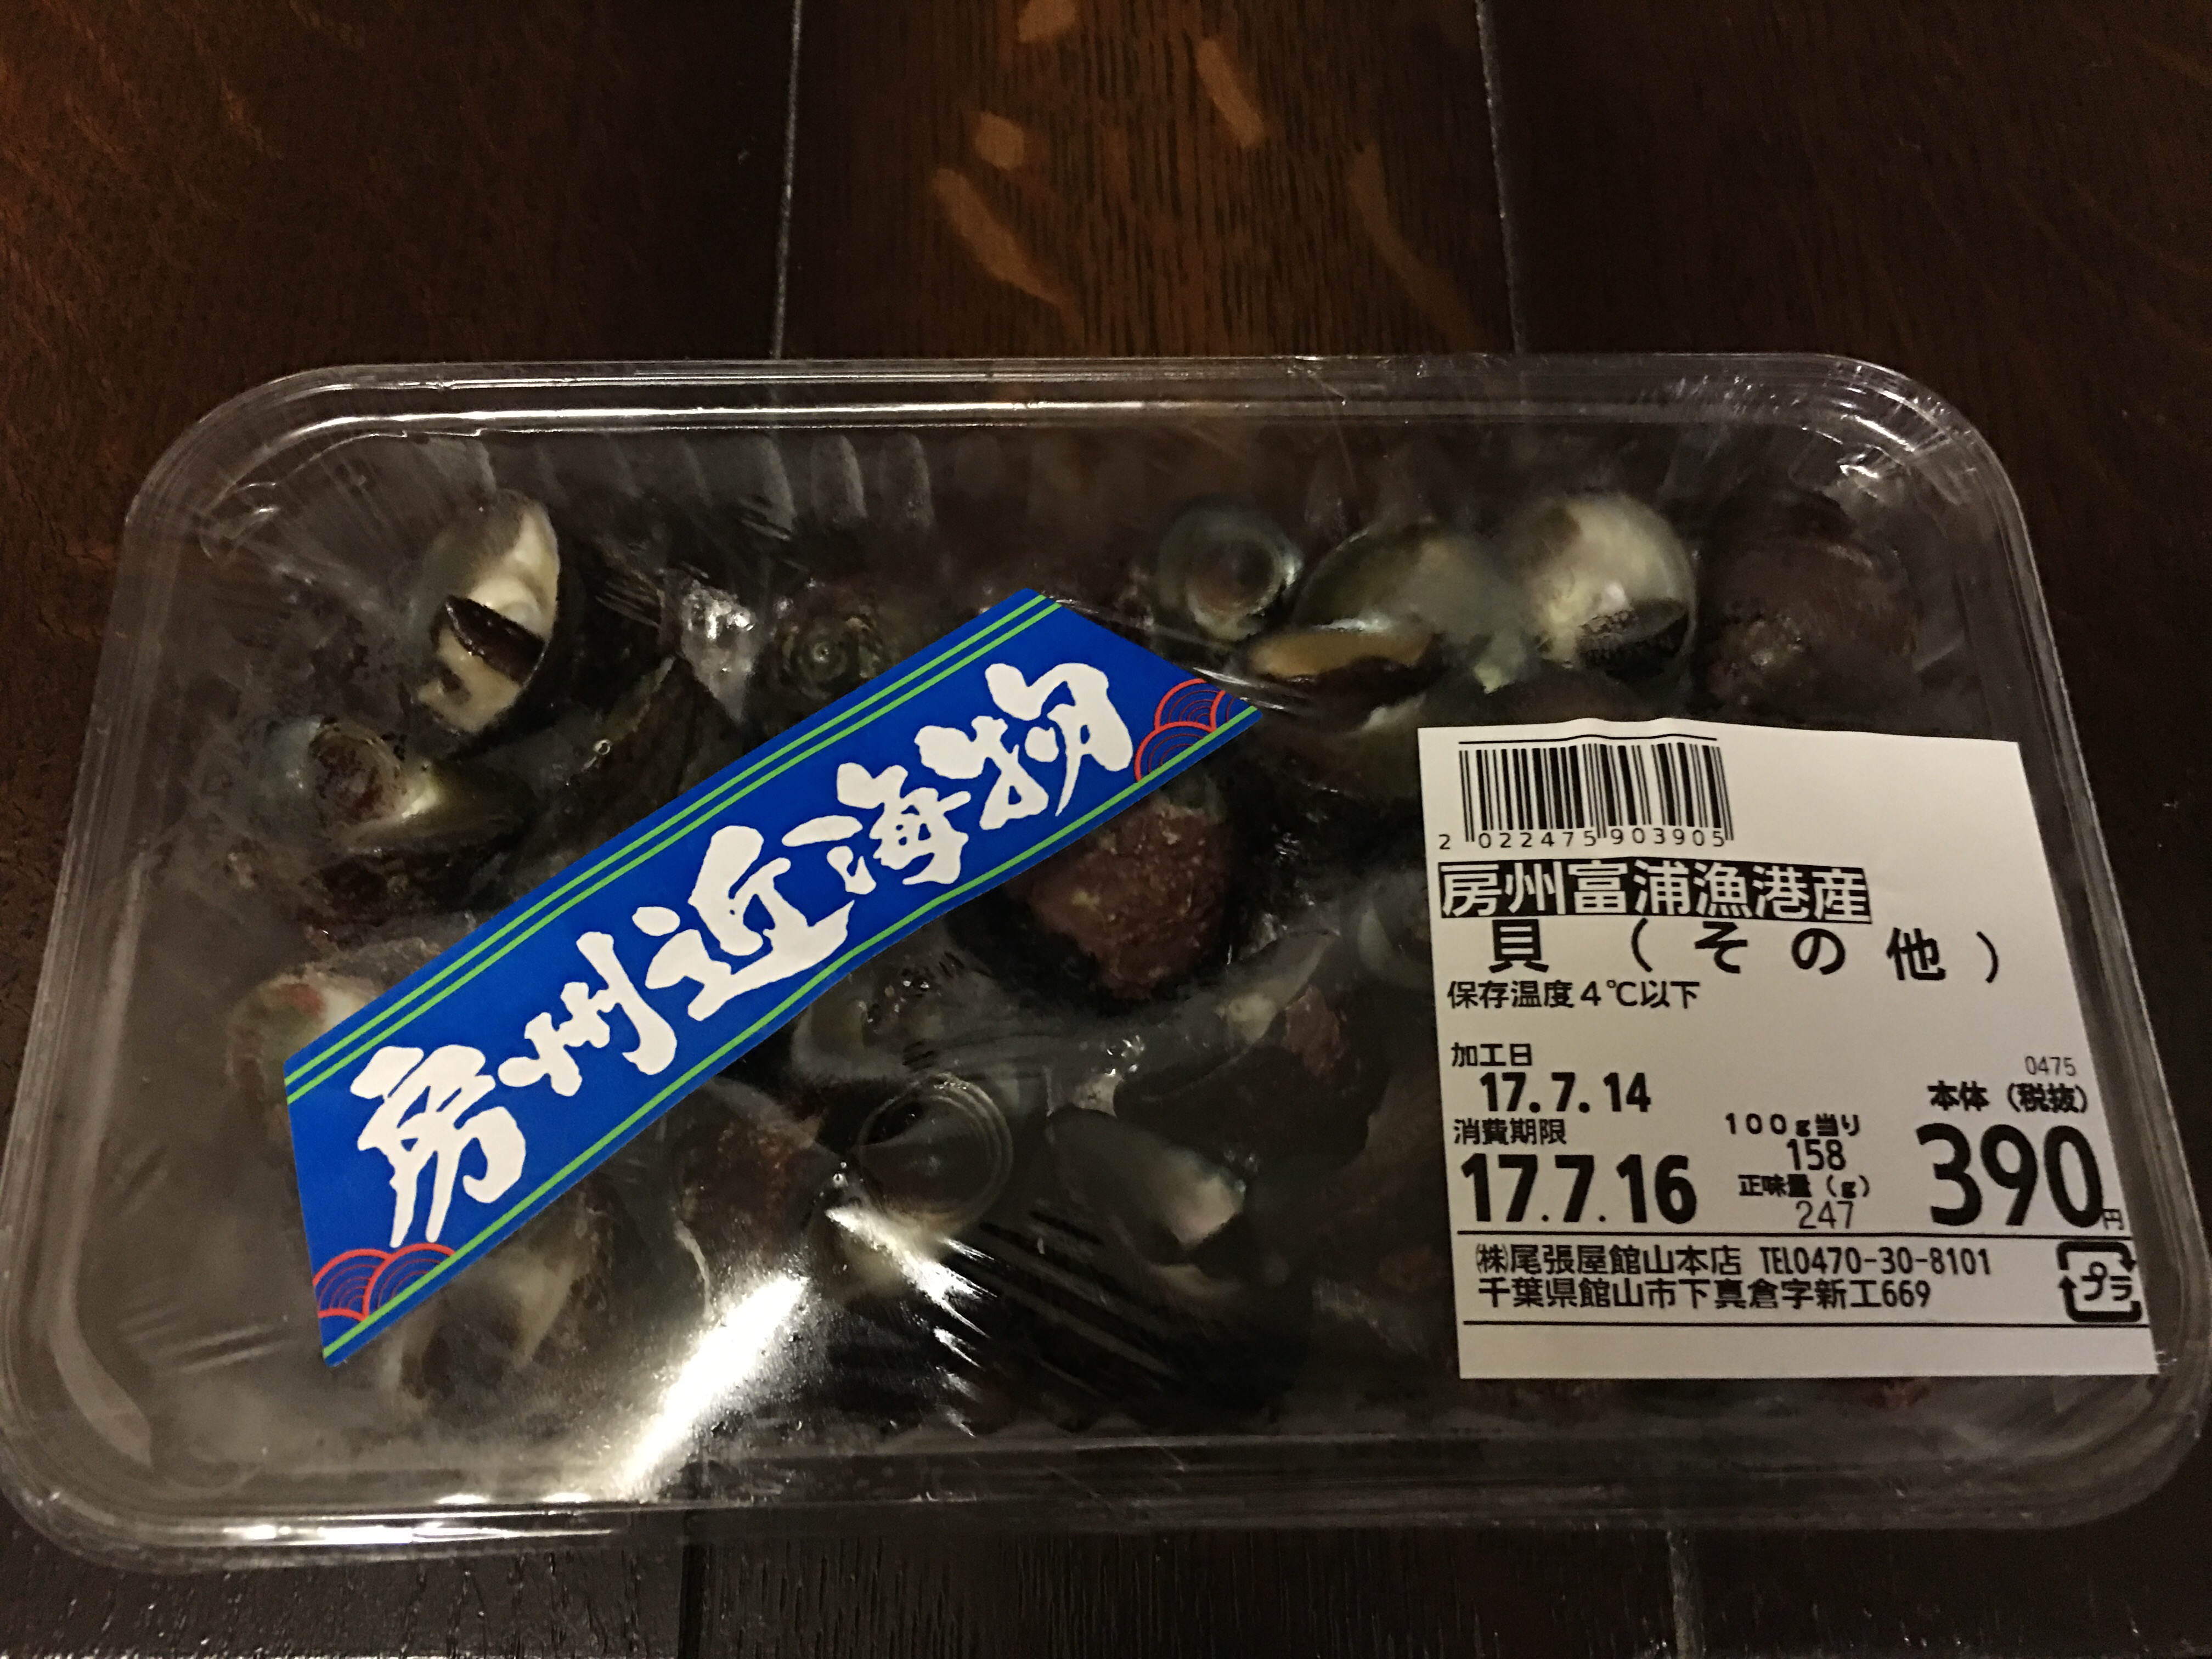 房州近海物
2 022475 903905
房州富浦漁港産
貝(その他)
保存温度4℃以下
加工日
17.7.14
消費期限
17.7.16
100g当り
158
正味量(g)
247
0475
本体(税抜)
390円
㈱尾張屋館山本店 TEL0470-30-8101
千葉県館山市下真倉字新工669
プラ